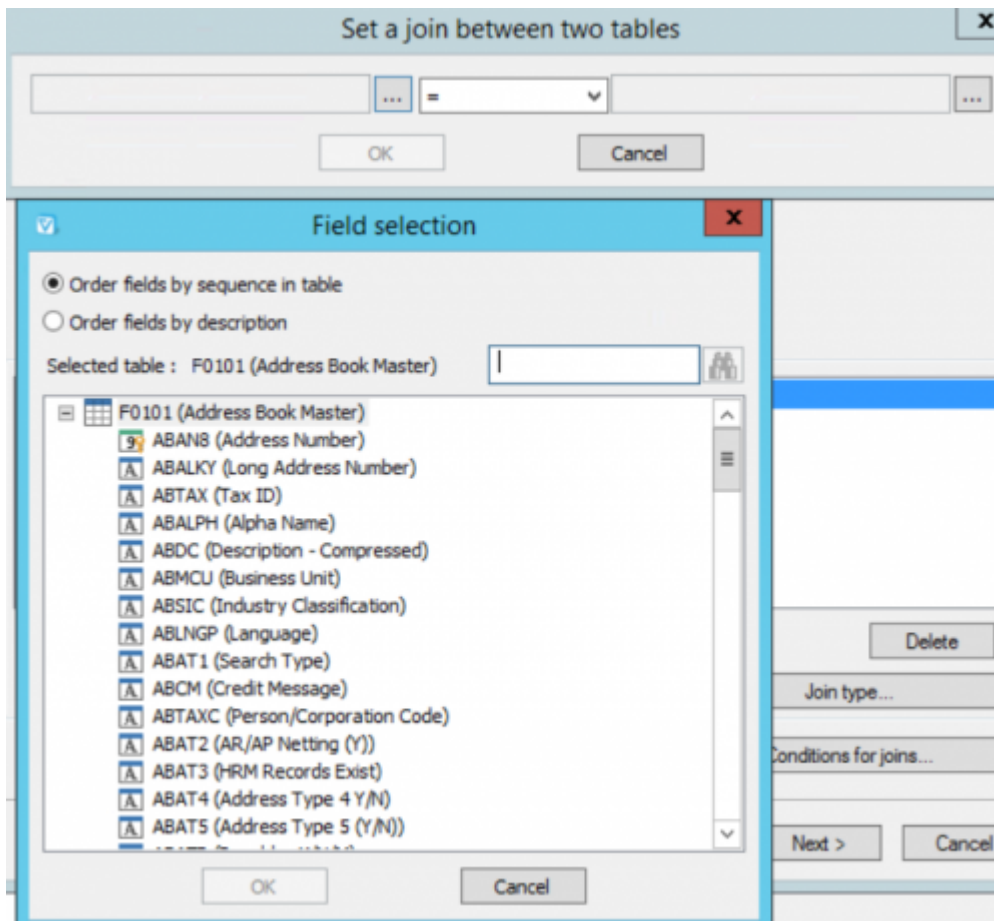 Set a join between two tables
x
... = ...
OK Cancel
Field selection
x
Order fields by sequence in table
Order fields by description
Selected table : F0101 (Address Book Master)
F0101 (Address Book Master)
ABAN8 (Address Number)
ABALKY (Long Address Number)
ABTAX (Tax ID)
ABALPH (Alpha Name)
ABDC (Description - Compressed)
ABMCU (Business Unit)
ABSIC (Industry Classification)
ABLNGP (Language)
ABAT1 (Search Type)
ABCM (Credit Message)
ABTAXC (Person/Corporation Code)
ABAT2 (AR/AP Netting (Y))
ABAT3 (HRM Records Exist)
ABAT4 (Address Type 4 Y/N)
ABAT5 (Address Type 5 (Y/N))
OK Cancel
Delete
Join type...
Conditions for joins...
Next > Cancel